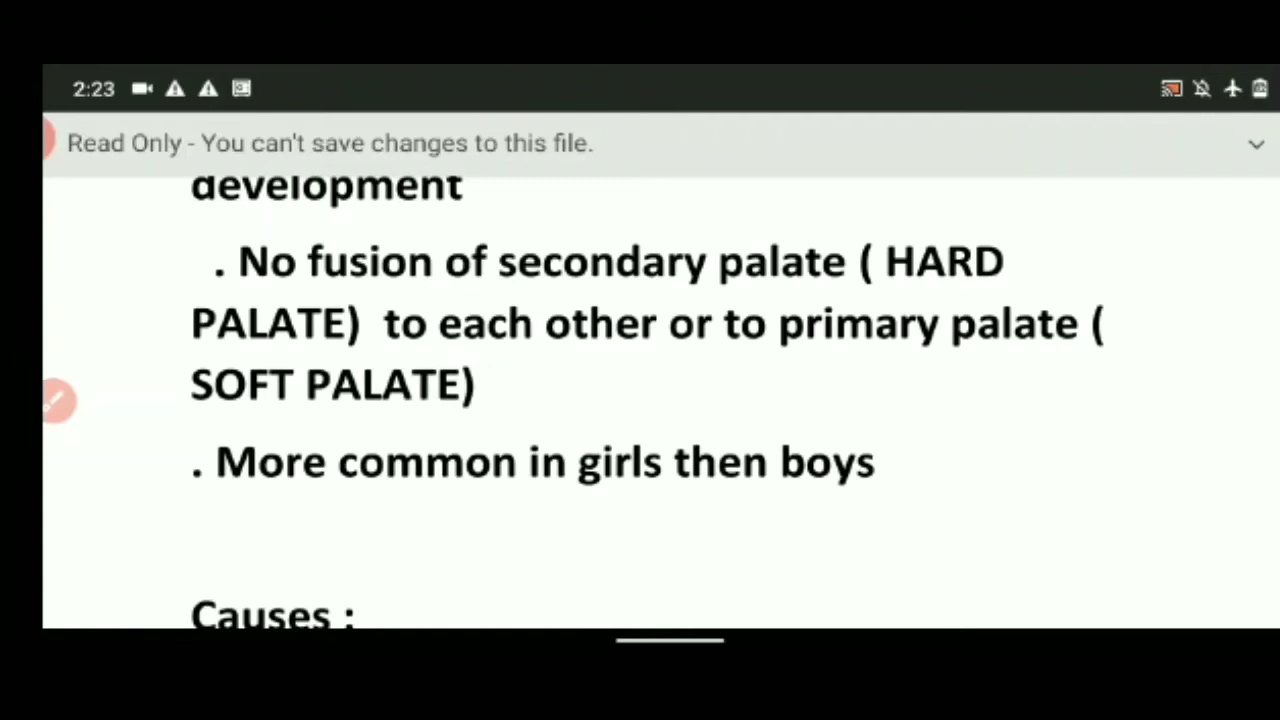 2:23
Read Only - You can't save changes to this file.
development
. No fusion of secondary palate ( HARD
PALATE) to each other or to primary palate (
SOFT PALATE)
. More common in girls then boys
Causes :